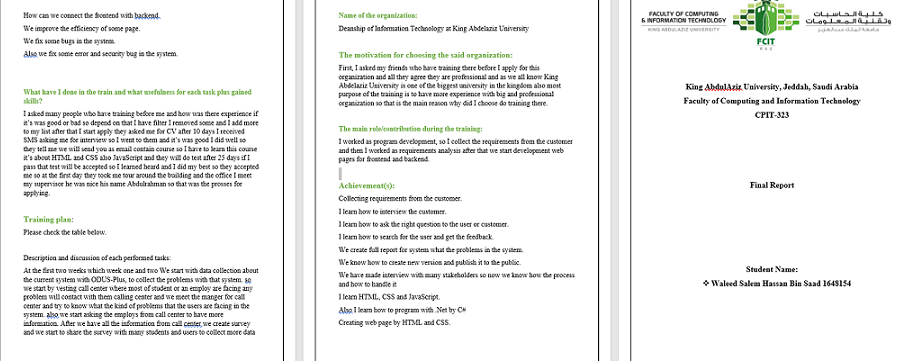 How can we connect the frontend with backend.
We improve the efficiency of some page.
We fix some bugs in the system.
Also we fix some error and security bug in the system.
What have I done in the train and what usefulness for each task plus gained
skills?
I asked many people who have training before me and how was there experience if
it's was good or bad so depend on that I have filter I removed some and I add more
to my list after that I start apply they asked me for CV after 10 days I received
SMS asking me for interview so I went to them and it's was good I did well so
they tell me we will send you as email contain course so I have to learn this course
it's about HTML and CSS also JavaScript and they will do test after 25 days if I
pass that test will be accepted so I learned heard and I did my best so they accepted
me so at the first day they took me tour around the building and the office I meet
my supervisor he was nice his name Abdulrahman so that was the prosses for
applying.
Training plan:
Please check the table below.
Description and discussion of each performed tasks:
At the first two weeks which week one and two We start with data collection about
the current system with ODUS-Plus, to collect the problems with that system. so
we start by vesting call center where most of student or an employ are facing any
problem will contact with them calling center and we meet the manger for call
center and try to know what the kind of problems that the users are facing in the
system. also we start asking the employs from call center to have more
information. After we have all the information from call center we create survey
and we start to share the survey with many students and users to collect more data
Name of the organization:
Deanship of Information Technology at King Abdelaziz University
The motivation for choosing the said organization:
First, I asked my friends who have training there before I apply for this
organization and all they agree they are professional and as we all know King
Abdelaziz University is one of the biggest university in the kingdom also most
purpose of the training is to have more experience with big and professional
organization so that is the main reason why did I choose do training there.
The main role/contribution during the training:
I worked as program development, so I collect the requirements from the customer
and then I worked as requirements analysis after that we start development web
pages for frontend and backend.
Achievement(s):
Collecting requirements from the customer.
I learn how to interview the customer.
I learn how to ask the right question to the user or customer.
I learn how to search for the user and get the feedback.
We create full report for system what the problems in the system.
We know how to create new version and publish it to the public.
We have made interview with many stakeholders so now we know how the process
and how to handle it
I learn HTML, CSS and JavaScript.
Also I learn how to program with .Net by C#
Creating web page by HTML and CSS.
FACULTY OF COMPUTING
& INFORMATION TECHNOLOGY
KING ABDULAZIZ UNIVERSITY
كلية الحاسبات
وتقنية المعلومات
جامعة الملك عبدالعزيز
FCIT
King AbdulAziz University, Jeddah, Saudi Arabia
Faculty of Computing and Information Technology
CPIT-323
Final Report
Student Name:
❖ Waleed Salem Hassan Bin Saad 1648154